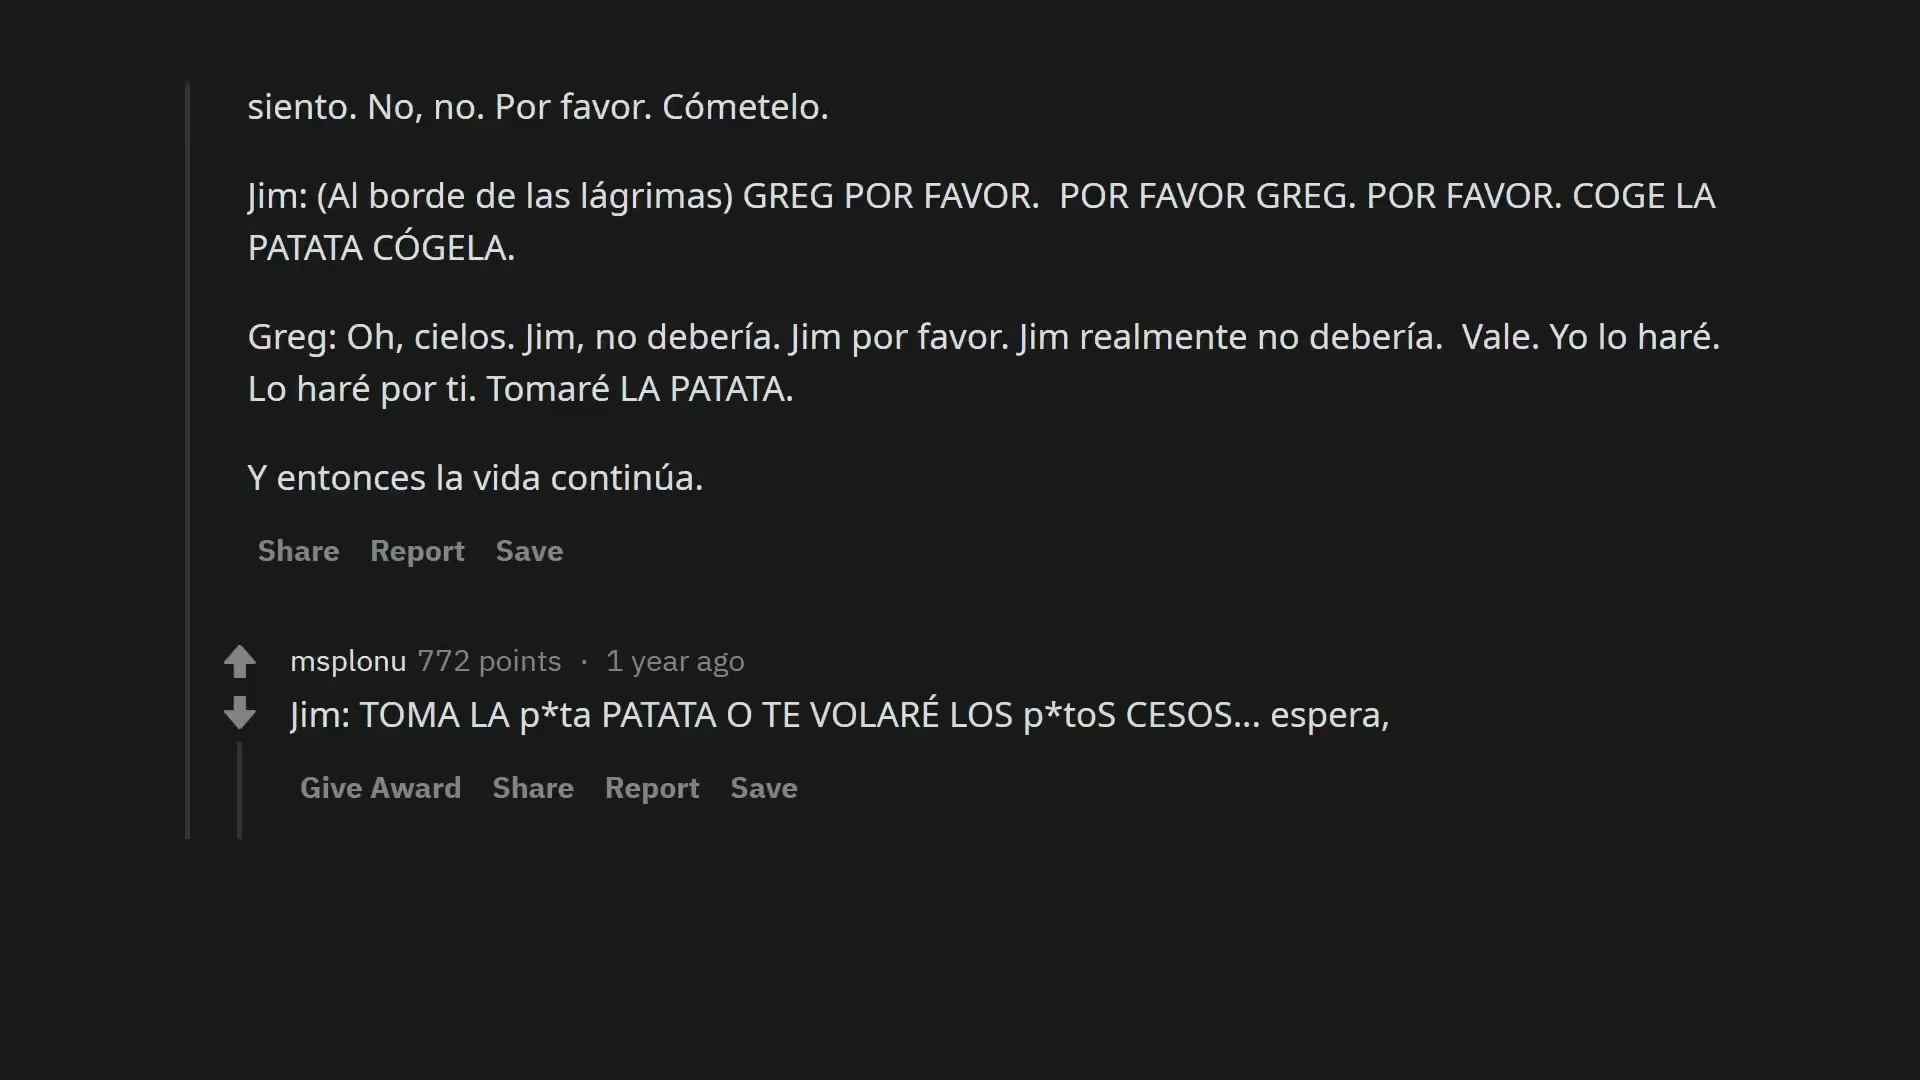 siento. No, no. Por favor. Cómetelo.
Jim: (Al borde de las lágrimas) GREG POR FAVOR.  POR FAVOR GREG. POR FAVOR. COGE LA
PATATA CÓGELA.
Greg: Oh, cielos. Jim, no debería. Jim por favor. Jim realmente no debería.  Vale. Yo lo haré.
Lo haré por ti. Tomaré LA PATATA.
Y entonces la vida continúa.
Share Report Save
msplonu 772 points · 1 year ago
Jim: TOMA LA p*ta PATATA O TE VOLARÉ LOS p*toS CESOS... espera,
Give Award Share Report Save